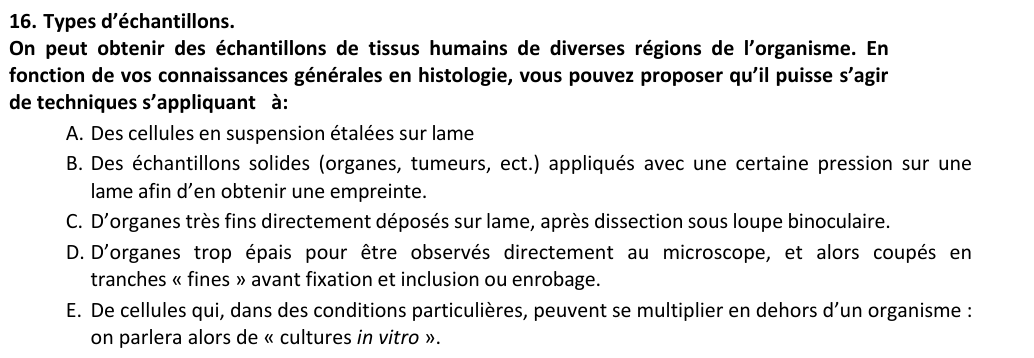 16. Types d’échantillons.
On peut obtenir des échantillons de tissus humains de diverses régions de l’organisme. En
fonction de vos connaissances générales en histologie, vous pouvez proposer qu’il puisse s’agir
de techniques s’appliquant à:
A. Des cellules en suspension étalées sur lame
B. Des échantillons solides (organes, tumeurs, ect.) appliqués avec une certaine pression sur une
lame afin d’en obtenir une empreinte.
C. D’organes très fins directement déposés sur lame, après dissection sous loupe binoculaire.
D. D’organes trop épais pour être observés directement au microscope, et alors coupés en
tranches « fines » avant fixation et inclusion ou enrobage.
E. De cellules qui, dans des conditions particulières, peuvent se multiplier en dehors d’un organisme :
on parlera alors de « cultures in vitro ».